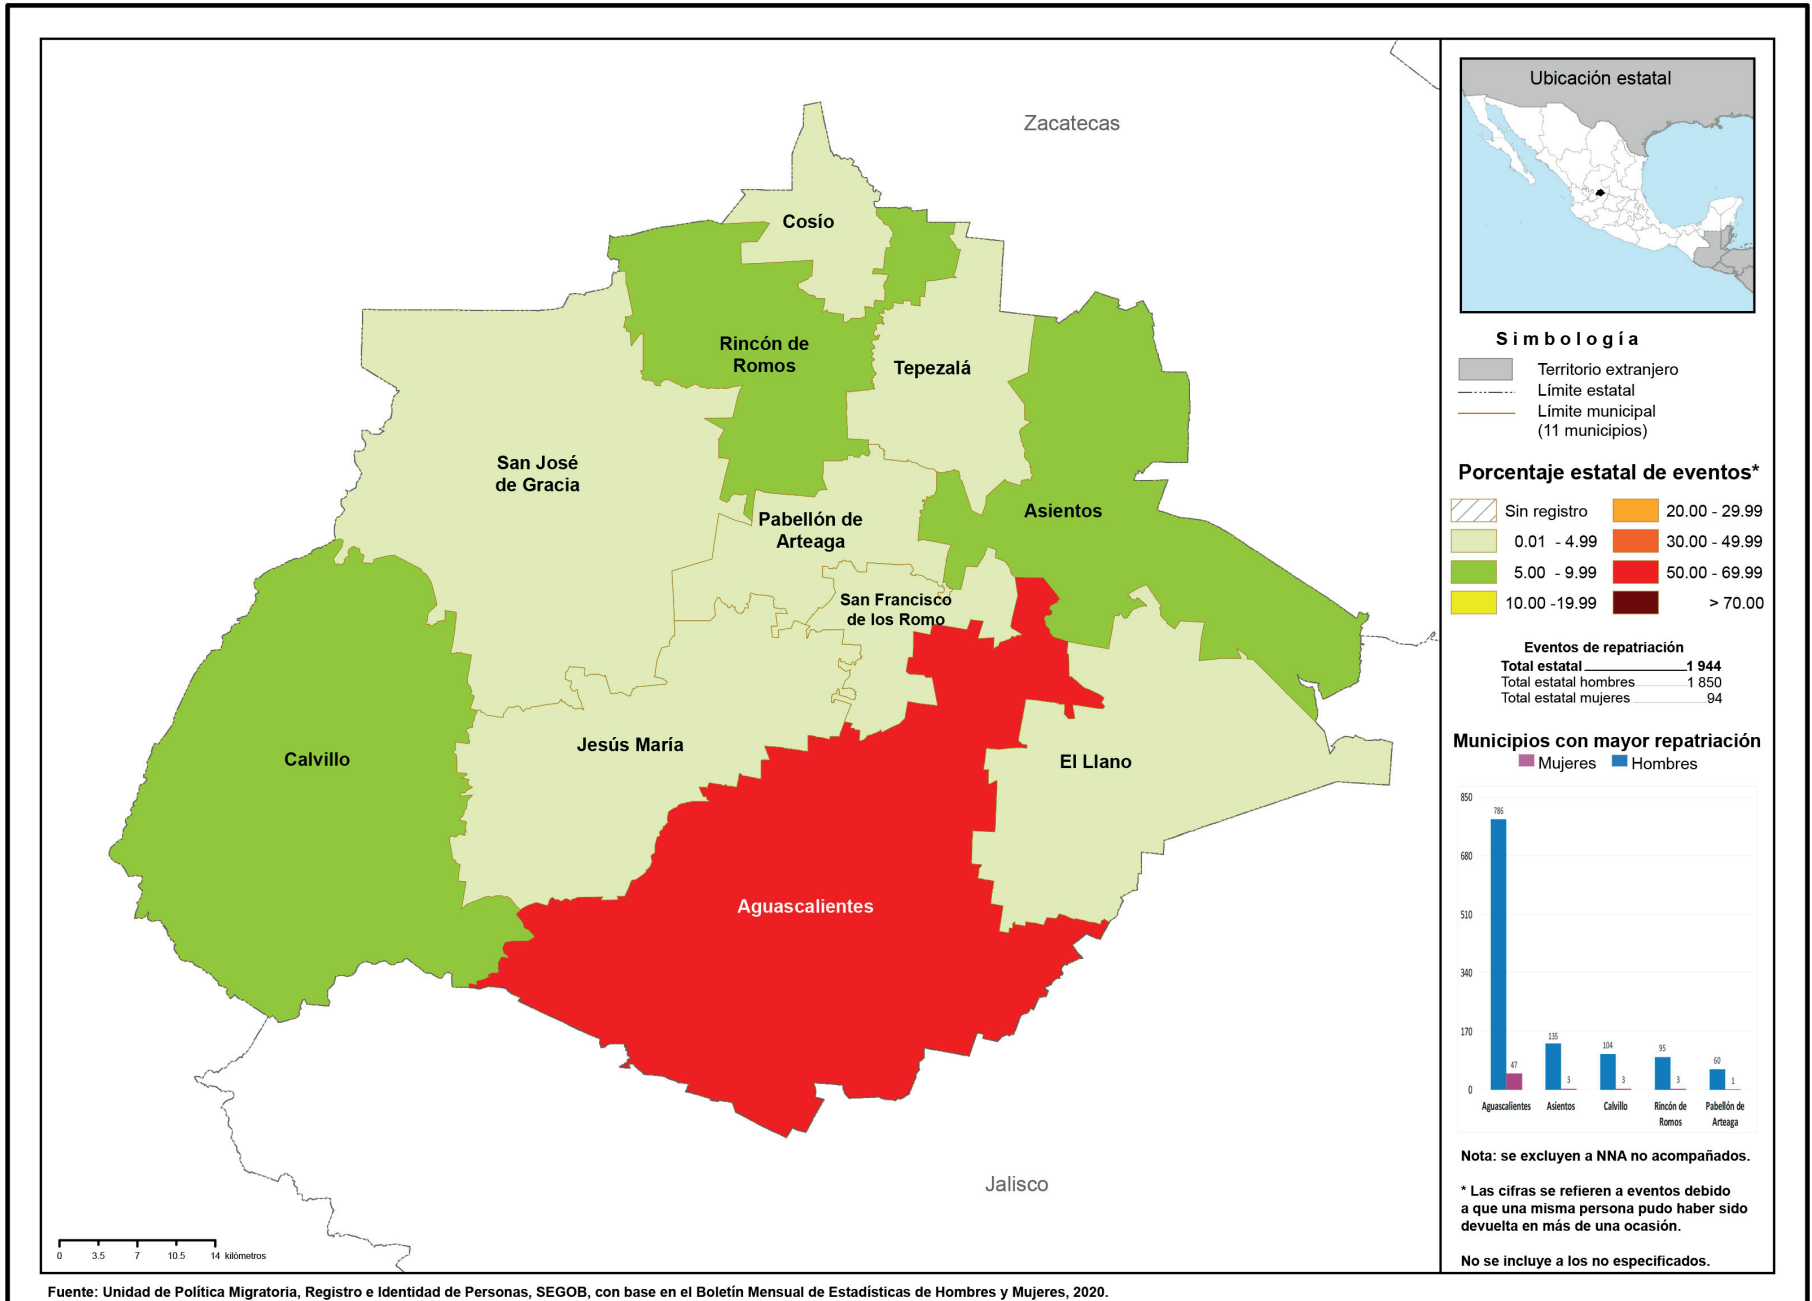 Zacatecas
Cosío
Rincón de
Romos
Tepezalá
San José
de Gracia
Asientos
Pabellón de
Arteaga
San Francisco
de los Romo
Jesús María
Calvillo
El Llano
Aguascalientes
Jalisco
0 3.5 7 10.5 14 kilómetros
Ubicación estatal
Simbología
Territorio extranjero
Límite estatal
Límite municipal
(11 municipios)
Porcentaje estatal de eventos*
Sin registro 20.00 - 29.99
0.01 - 4.99 30.00 - 49.99
5.00 - 9.99 50.00 - 69.99
10.00 -19.99 > 70.00
Eventos de repatriación
Total estatal 1 944
Total estatal hombres 1 850
Total estatal mujeres 94
Municipios con mayor repatriación
Mujeres Hombres
850
786
680
510
340
170
135
104
95
60
47
3
3
3
1
0
Aguascalientes Asientos Calvillo Rincón de Pabellón de
Romos Arteaga
Nota: se excluyen a NNA no acompañados.
* Las cifras se refieren a eventos debido
a que una misma persona pudo haber sido
devuelta en más de una ocasión.
No se incluye a los no especificados.
Fuente: Unidad de Política Migratoria, Registro e Identidad de Personas, SEGOB, con base en el Boletín Mensual de Estadísticas de Hombres y Mujeres, 2020.